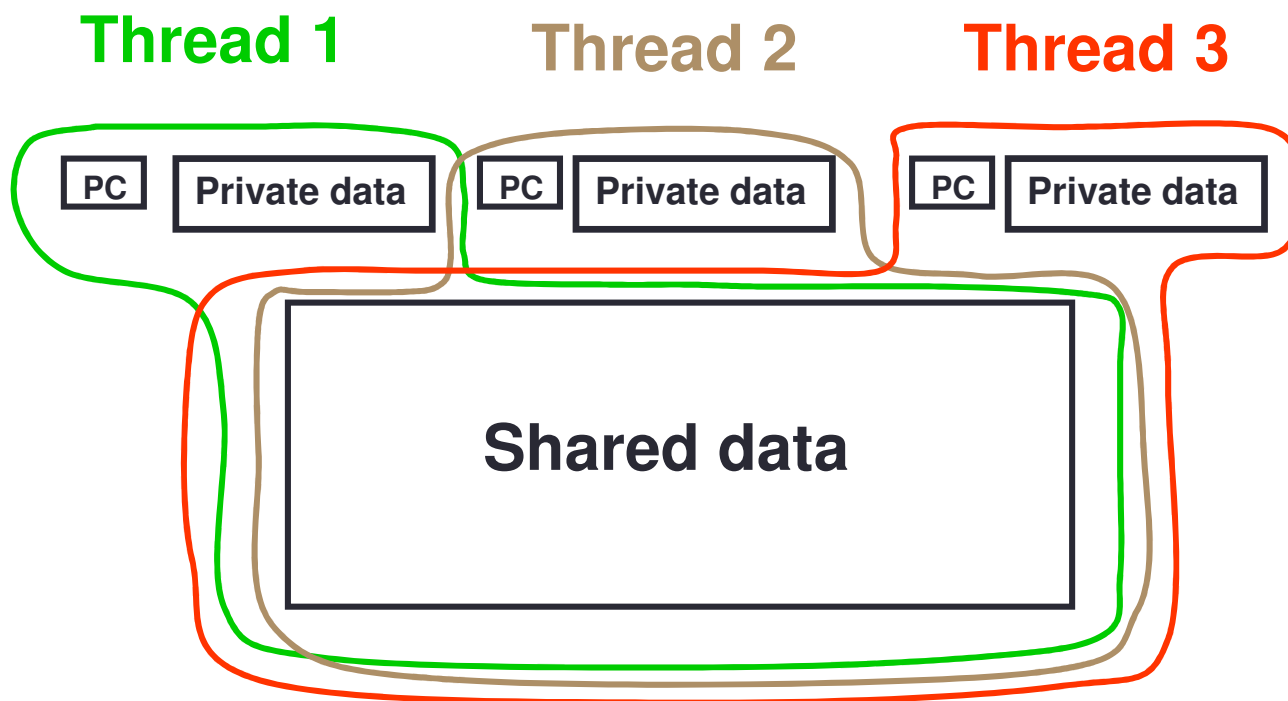 Thread 1 Thread 2 Thread 3
PC Private data PC Private data PC Private data
Shared data